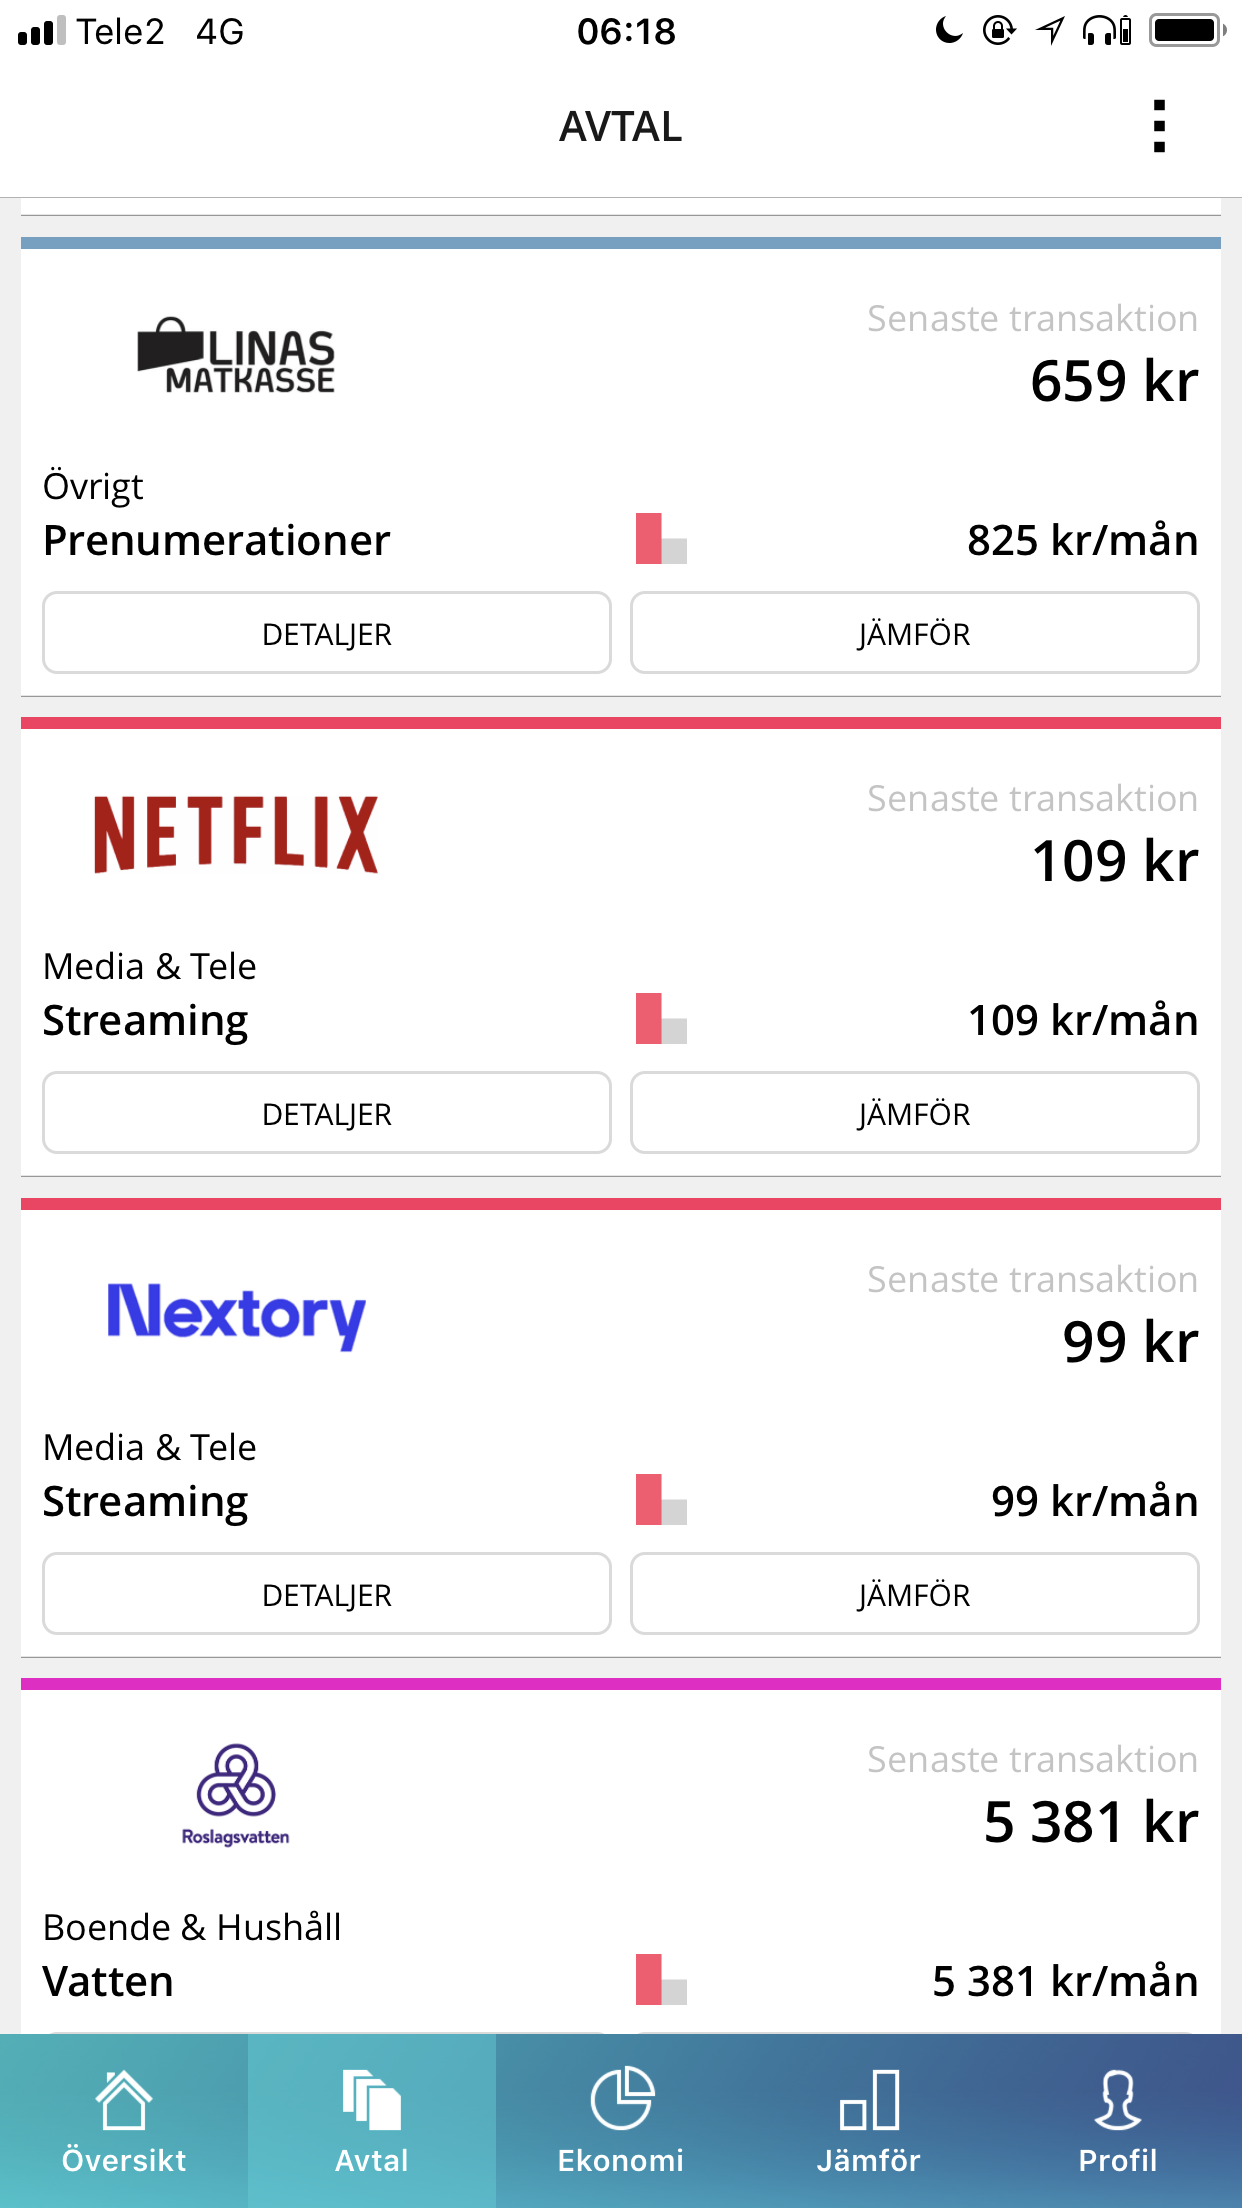 Tele2 4G 06:18
AVTAL
LINAS
MATKASSE
Senaste transaktion
659 kr
Övrigt
Prenumerationer
825 kr/mån
DETALJER
JÄMFÖR
NETFLIX
Senaste transaktion
109 kr
Media & Tele
Streaming
109 kr/mån
DETALJER
JÄMFÖR
Nextory
Senaste transaktion
99 kr
Media & Tele
Streaming
99 kr/mån
DETALJER
JÄMFÖR
Roslagsvatten
Senaste transaktion
5 381 kr
Boende & Hushåll
Vatten
5 381 kr/mån
Översikt
Avtal
Ekonomi
Jämför
Profil